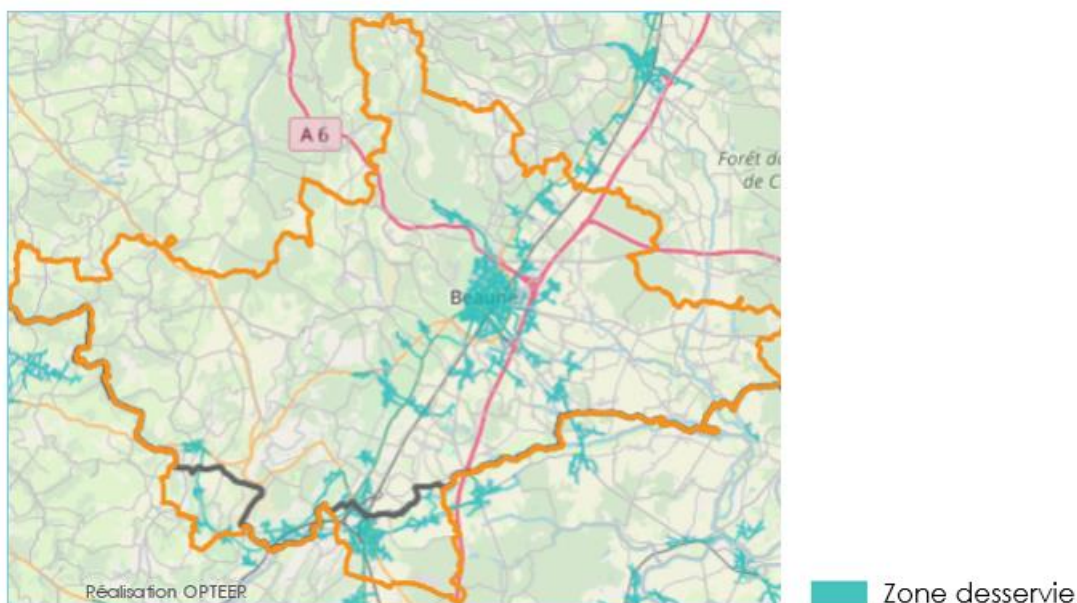 A 6
Forêt de
de C
Beaune
Réalisation OPTEER
Zone desservie